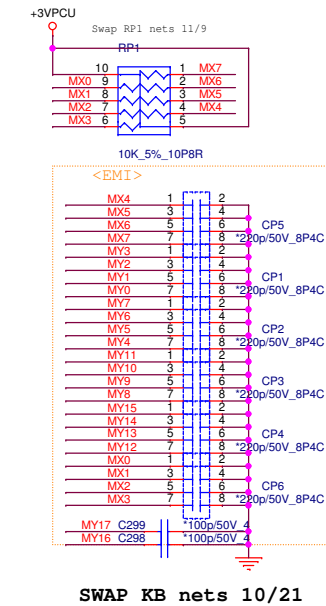 +3VPCU
Swap RP1 nets 11/9
RP1
10 1 MX7
MX0 9 2 MX6
MX1 8 3 MX5
MX2 7 4 MX4
MX3 6 5
10K_5%_10P8R
<EMI>
MX4 1 2
MX5 3 4
MX6 5 6 CP5
MX7 7 8 *220p/50V_8P4C
MY3 1 2
MY2 3 4
MY1 5 6 CP1
MY0 7 8 *220p/50V_8P4C
MY7 1 2
MY6 3 4
MY5 5 6 CP2
MY4 7 8 *220p/50V_8P4C
MY11 1 2
MY10 3 4
MY9 5 6 CP3
MY8 7 8 *220p/50V_8P4C
MY15 1 2
MY14 3 4
MY13 5 6 CP4
MY12 7 8 *220p/50V_8P4C
MX0 1 2
MX1 3 4
MX2 5 6 CP6
MX3 7 8 *220p/50V_8P4C
MY17 C299 *100p/50V_4
MY16 C298 *100p/50V_4
SWAP KB nets 10/21